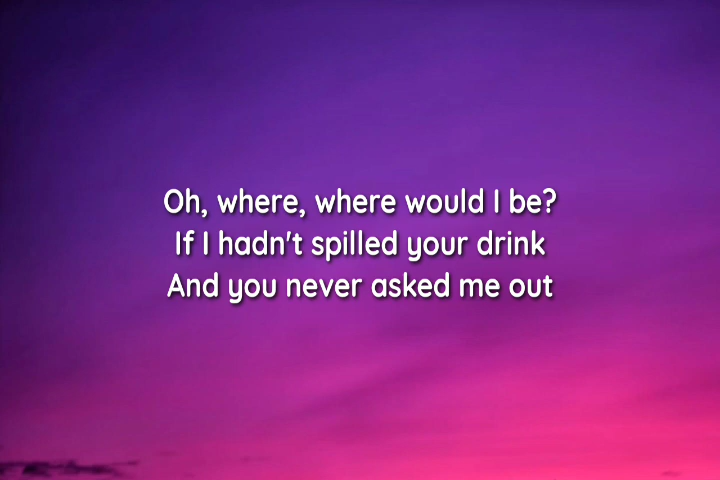 Oh, where, where would I be?
If I hadn't spilled your drink
And you never asked me out